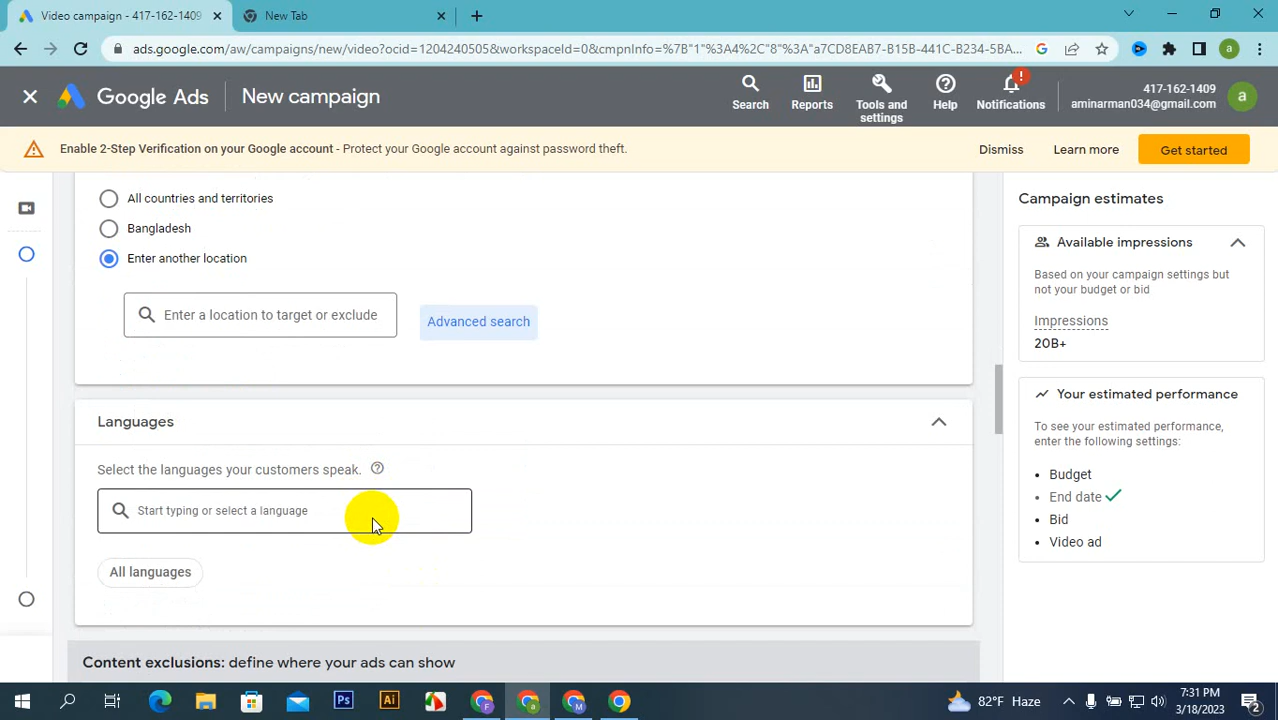 Video campaign - 417-162-1409
New Tab
ads.google.com/aw/campaigns/new/video?ocid=1204240505&workspaceId=0&cmpnInfo=%7B"1"%3A4%2C"8"%3A"a7CD8EAB7-B15B-441C-B234-5BA...
a
Google Ads
New campaign
Search
Reports
Tools and settings
Help
!
Notifications
417-162-1409
aminarman034@gmail.com
a
Enable 2-Step Verification on your Google account - Protect your Google account against password theft.
Dismiss
Learn more
Get started
All countries and territories
Bangladesh
Enter another location
Enter a location to target or exclude
Advanced search
Languages
Select the languages your customers speak.
Start typing or select a language
All languages
Content exclusions: define where your ads can show
Campaign estimates
Available impressions
Based on your campaign settings but
not your budget or bid
Impressions
20B+
Your estimated performance
To see your estimated performance,
enter the following settings:
• Budget
• End date
• Bid
• Video ad
Ps
Ai
F
a
M
82°F Haze
7:31 PM
3/18/2023
2